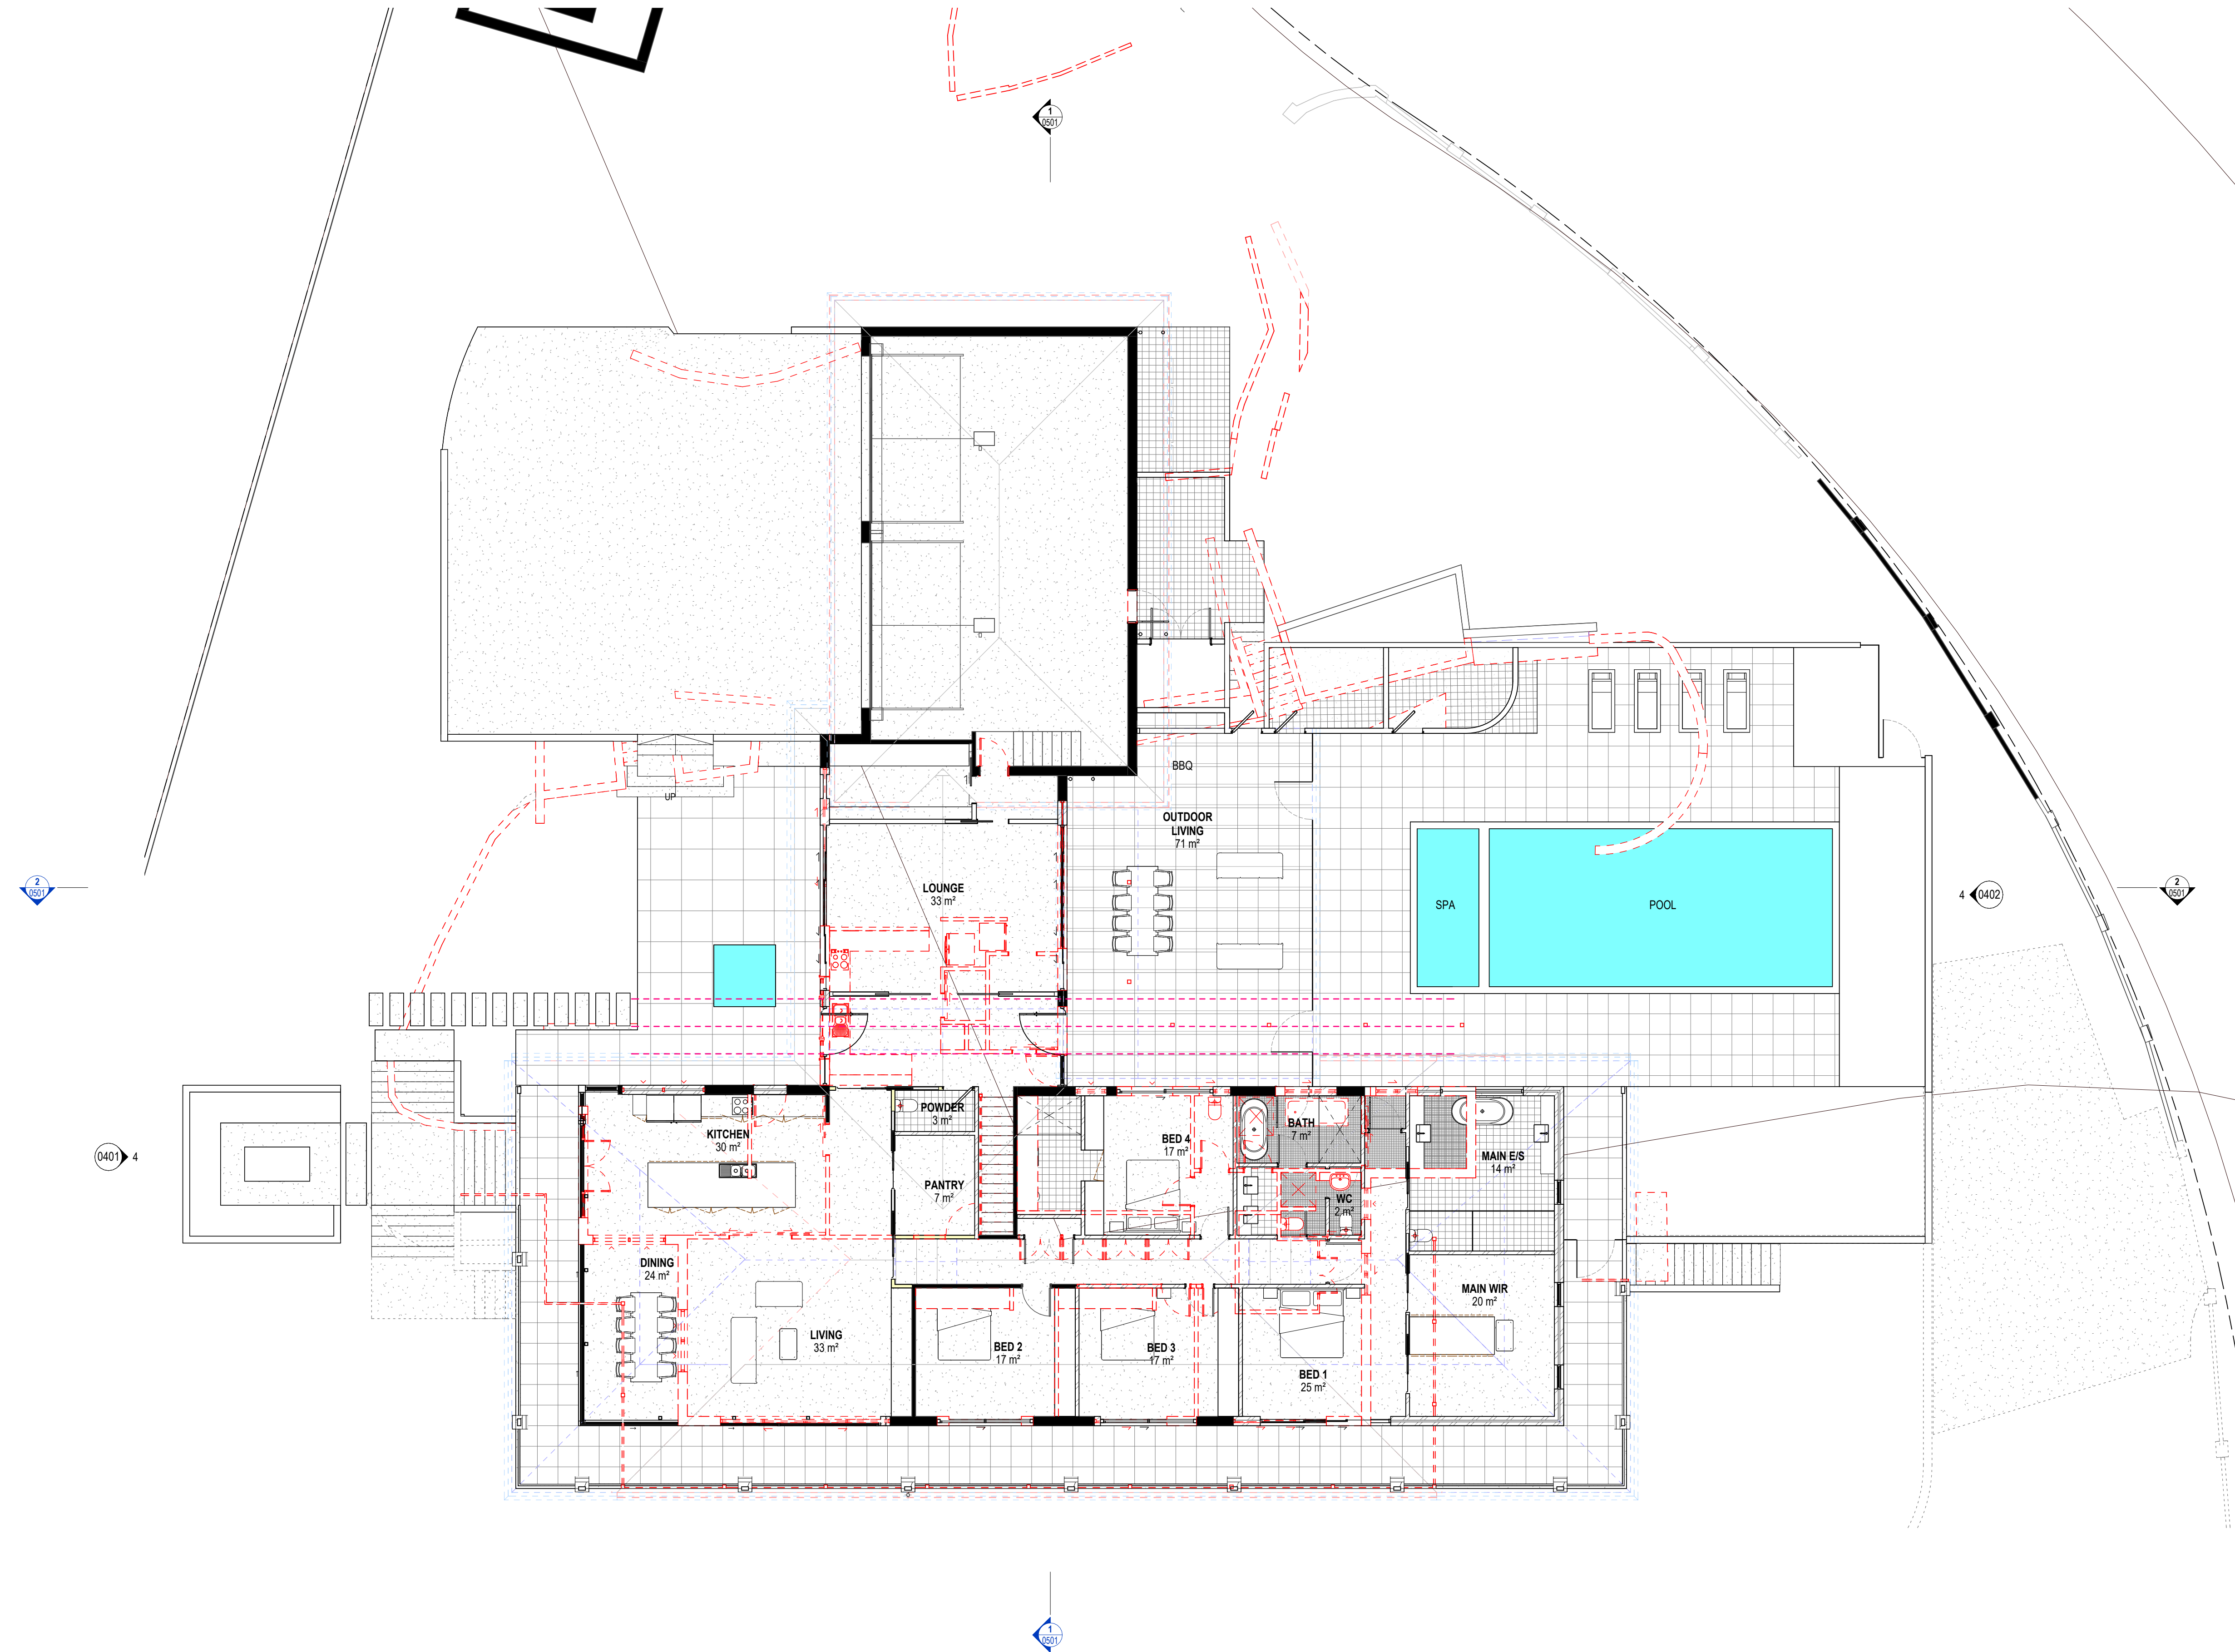 1
0501
UP
BBQ
OUTDOOR
LIVING
71 m²
LOUNGE
33 m²
2
0501
SPA
POOL
4
0402
2
0501
0401
4
KITCHEN
30 m²
POWDER
3 m²
PANTRY
7 m²
BED 4
17 m²
BATH
7 m²
WC
2 m²
MAIN E/S
14 m²
DINING
24 m²
LIVING
33 m²
BED 2
17 m²
BED 3
17 m²
BED 1
25 m²
MAIN WIR
20 m²
1
0501